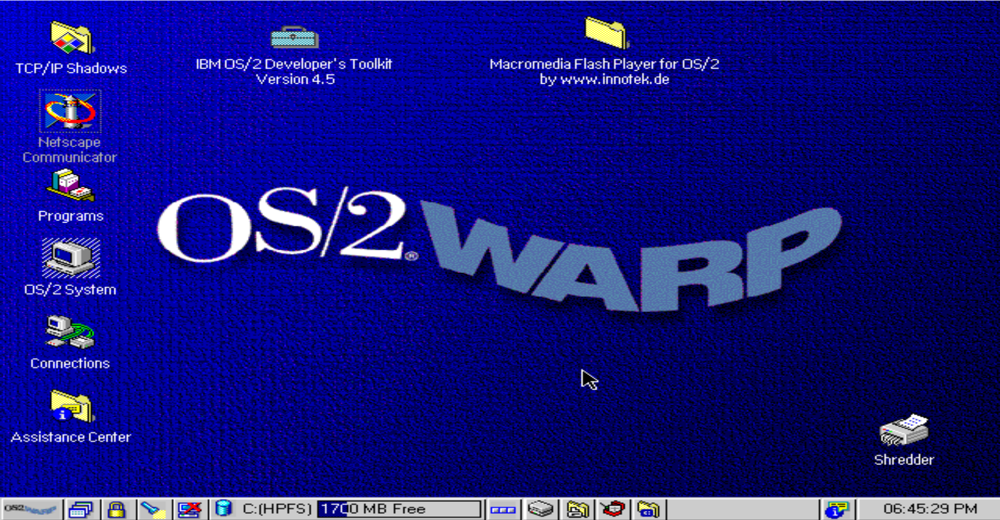 TCP/IP Shadows
IBM OS/2 Developer's Toolkit
Version 4.5
Macromedia Flash Player for OS/2
by www.innotek.de
Netscape
Communicator
Programs
OS/2 WARP
®
OS/2 System
Connections
Assistance Center
Shredder
OS2 WARP
C:(HPFS)
1700 MB Free
06:45:29 PM